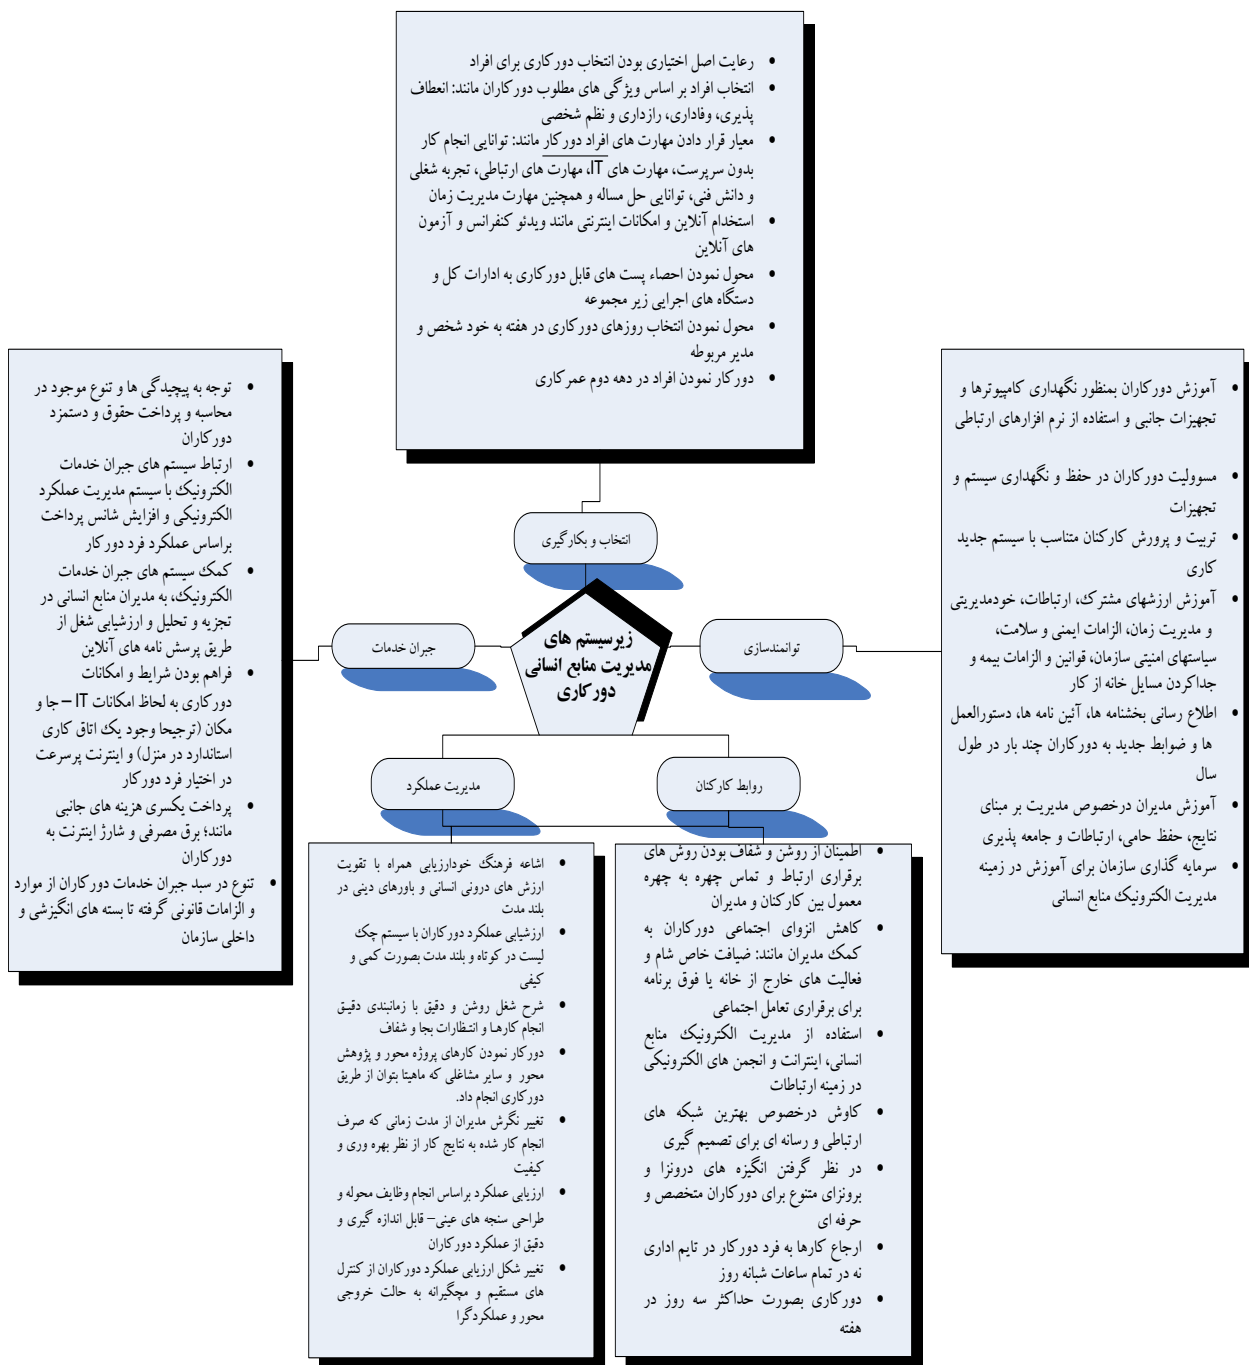 • رعایت اصل اختیاری بودن انتخاب دورکاری برای افراد
• انتخاب افراد بر اساس ویژگی های مطلوب دورکاران مانند: انعطاف
پذیری، وفاداری، رازداری و نظم شخصی
• معیار قرار دادن مهارت های افراد دورکار مانند: توانایی انجام کار
بدون سرپرست، مهارت های IT، مهارت های ارتباطی، تجربه شغلی
و دانش فنی، توانایی حل مساله و همچنین مهارت مدیریت زمان
• استخدام آنلاین و امکانات اینترنتی مانند ویدئو کنفرانس و آزمون
های آنلاین
• محول نمودن احصاء پست های قابل دورکاری به ادارات کل و
دستگاه های اجرایی زیر مجموعه
• محول نمودن انتخاب روزهای دورکاری در هفته به خود شخص و
مدیر مربوطه
• دورکار نمودن افراد در دهه دوم عمرکاری
انتخاب و بکارگیری
زیرسیستم های
مدیریت منابع انسانی
دورکاری
توانمندسازی
• آموزش دورکاران بمنظور نگهداری کامپیوترها و
تجهیزات جانبی و استفاده از نرم افزارهای ارتباطی
• مسوولیت دورکاران در حفظ و نگهداری سیستم و
تجهیزات
• تربیت و پرورش کارکنان متناسب با سیستم جدید
کاری
• آموزش ارزشهای مشترک، ارتباطات، خودمدیریتی
و مدیریت زمان، الزامات ایمنی و سلامت،
سیاستهای امنیتی سازمان، قوانین و الزامات بیمه و
جداکردن مسایل خانه از کار
• اطلاع رسانی بخشنامه ها، آئین نامه ها، دستورالعمل
ها و ضوابط جدید به دورکاران چند بار در طول
سال
• آموزش مدیران درخصوص مدیریت بر مبنای
نتایج، حفظ حامی، ارتباطات و جامعه پذیری
• سرمایه گذاری سازمان برای آموزش در زمینه
مدیریت الکترونیک منابع انسانی
جبران خدمات
• توجه به پیچیدگی ها و تنوع موجود در
محاسبه و پرداخت حقوق و دستمزد
دورکاران
• ارتباط سیستم های جبران خدمات
الکترونیک با سیستم مدیریت عملکرد
الکترونیکی و افزایش شانس پرداخت
براساس عملکرد فرد دورکار
• کمک سیستم های جبران خدمات
الکترونیک، به مدیران منابع انسانی در
تجزیه و تحلیل و ارزشیابی شغل از
طریق پرسش نامه های آنلاین
• فراهم بودن شرایط و امکانات
دورکاری به لحاظ امکانات IT – جا و
مکان (ترجیحا وجود یک اتاق کاری
استاندارد در منزل) و اینترنت پرسرعت
در اختیار فرد دورکار
• پرداخت یکسری هزینه های جانبی
مانند؛ برق مصرفی و شارژ اینترنت به
دورکاران
• تنوع در سبد جبران خدمات دورکاران از موارد
و الزامات قانونی گرفته تا بسته های انگیزشی و
داخلی سازمان
روابط کارکنان
• اطمینان از روشن و شفاف بودن روش های
برقراری ارتباط و تماس چهره به چهره
معمول بین کارکنان و مدیران
• کاهش انزوای اجتماعی دورکاران به
کمک مدیران مانند: ضیافت خاص شام و
فعالیت های خارج از خانه یا فوق برنامه
برای برقراری تعامل اجتماعی
• استفاده از مدیریت الکترونیک منابع
انسانی، اینترانت و انجمن های الکترونیکی
در زمینه ارتباطات
• کاوش درخصوص بهترین شبکه های
ارتباطی و رسانه ای برای تصمیم گیری
• در نظر گرفتن انگیزه های درونزا و
برونزای متنوع برای دورکاران متخصص و
حرفه ای
• ارجاع کارها به فرد دورکار در تایم اداری
نه در تمام ساعات شبانه روز
• دورکاری بصورت حداکثر سه روز در
هفته
مدیریت عملکرد
• اشاعه فرهنگ خودارزیابی همراه با تقویت
ارزش های درونی انسانی و باورهای دینی در
بلند مدت
• ارزشیابی عملکرد دورکاران با سیستم چک
لیست در کوتاه و بلند مدت بصورت کمی و
کیفی
• شرح شغل روشن و دقیق با زمانبندی دقیق
انجام کارها و انتظارات بجا و شفاف
• دورکار نمودن کارهای پروژه محور و پژوهش
محور و سایر مشاغلی که ماهیتا بتوان از طریق
دورکاری انجام داد.
• تغییر نگرش مدیران از مدت زمانی که صرف
انجام کار شده به نتایج کار از نظر بهره وری و
کیفیت
• ارزیابی عملکرد براساس انجام وظایف محوله و
طراحی سنجه های عینی– قابل اندازه گیری و
دقیق از عملکرد دورکاران
• تغییر شکل ارزیابی عملکرد دورکاران از کنترل
های مستقیم و مچگیرانه به حالت خروجی
محور و عملکردگرا